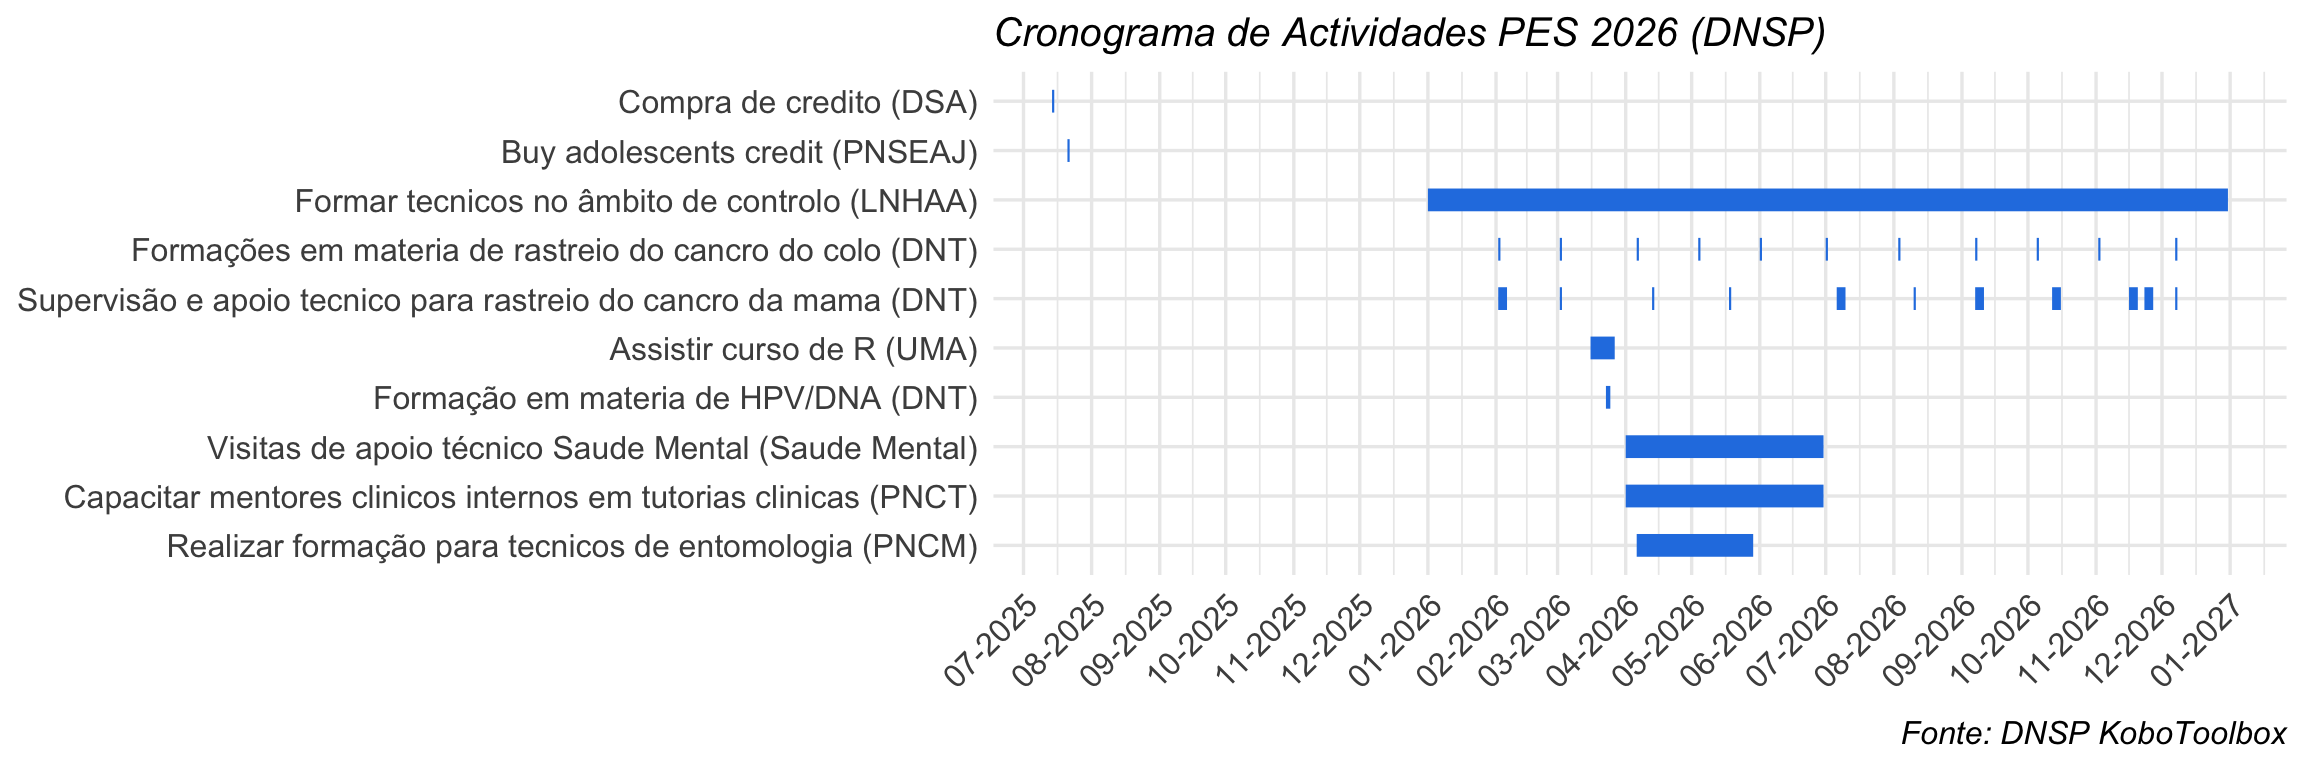 Cronograma de Actividades PES 2026 (DNSP)
Compra de credito (DSA)
Buy adolescents credit (PNSEAJ)
Formar tecnicos no âmbito de controlo (LNHAA)
Formações em materia de rastreio do cancro do colo (DNT)
Supervisão e apoio tecnico para rastreio do cancro da mama (DNT)
Assistir curso de R (UMA)
Formação em materia de HPV/DNA (DNT)
Visitas de apoio técnico Saude Mental (Saude Mental)
Capacitar mentores clinicos internos em tutorias clinicas (PNCT)
Realizar formação para tecnicos de entomologia (PNCM)
07-2025
08-2025
09-2025
10-2025
11-2025
12-2025
01-2026
02-2026
03-2026
04-2026
05-2026
06-2026
07-2026
08-2026
09-2026
10-2026
11-2026
12-2026
01-2027
Fonte: DNSP KoboToolbox